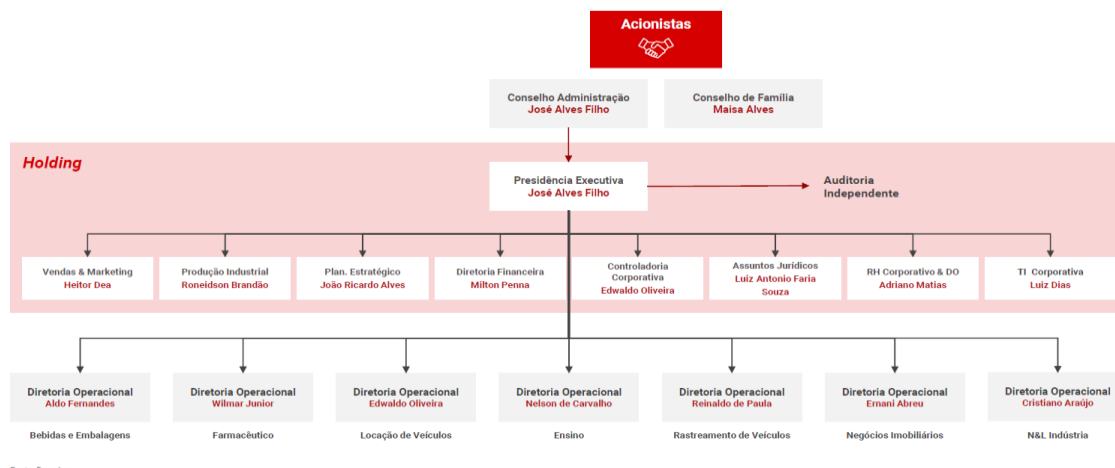 Acionistas
Conselho Administração
José Alves Filho
Conselho de Família
Maisa Alves
Holding
Presidência Executiva
José Alves Filho
Auditoria
Independente
Vendas & Marketing
Heitor Dea
Produção Industrial
Roneidson Brandão
Plan. Estratégico
João Ricardo Alves
Diretoria Financeira
Milton Penna
Controladoria
Corporativa
Edwaldo Oliveira
Assuntos Jurídicos
Luiz Antonio Faria
Souza
RH Corporativo & DO
Adriano Matias
TI Corporativa
Luiz Dias
Diretoria Operacional
Aldo Fernandes
Bebidas e Embalagens
Diretoria Operacional
Wilmar Junior
Farmacêutico
Diretoria Operacional
Edwaldo Oliveira
Locação de Veículos
Diretoria Operacional
Nelson de Carvalho
Ensino
Diretoria Operacional
Reinaldo de Paula
Rastreamento de Veículos
Diretoria Operacional
Ernani Abreu
Negócios Imobiliários
Diretoria Operacional
Cristiano Araújo
N&L Indústria